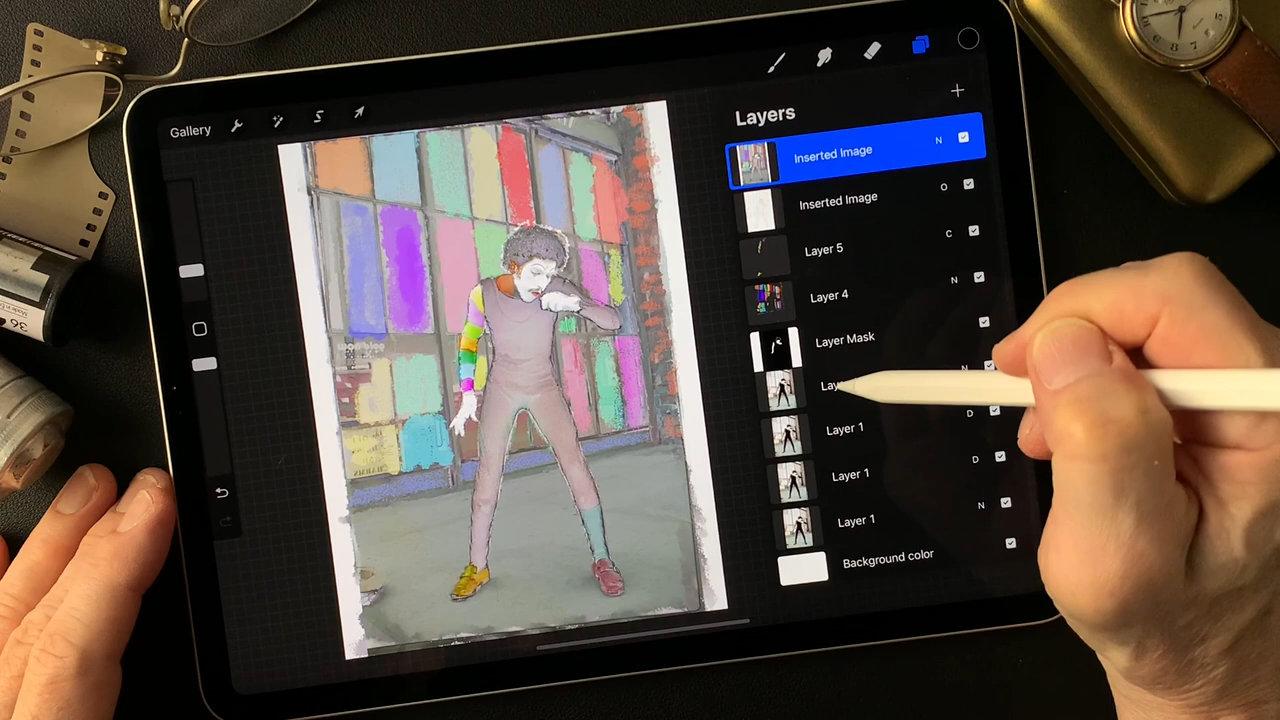 Gallery
Layers
Inserted Image N
Inserted Image O
Layer 5 C
Layer 4 N
Layer Mask
N
Layer 1 D
Layer 1 D
Layer 1 N
Background color
36